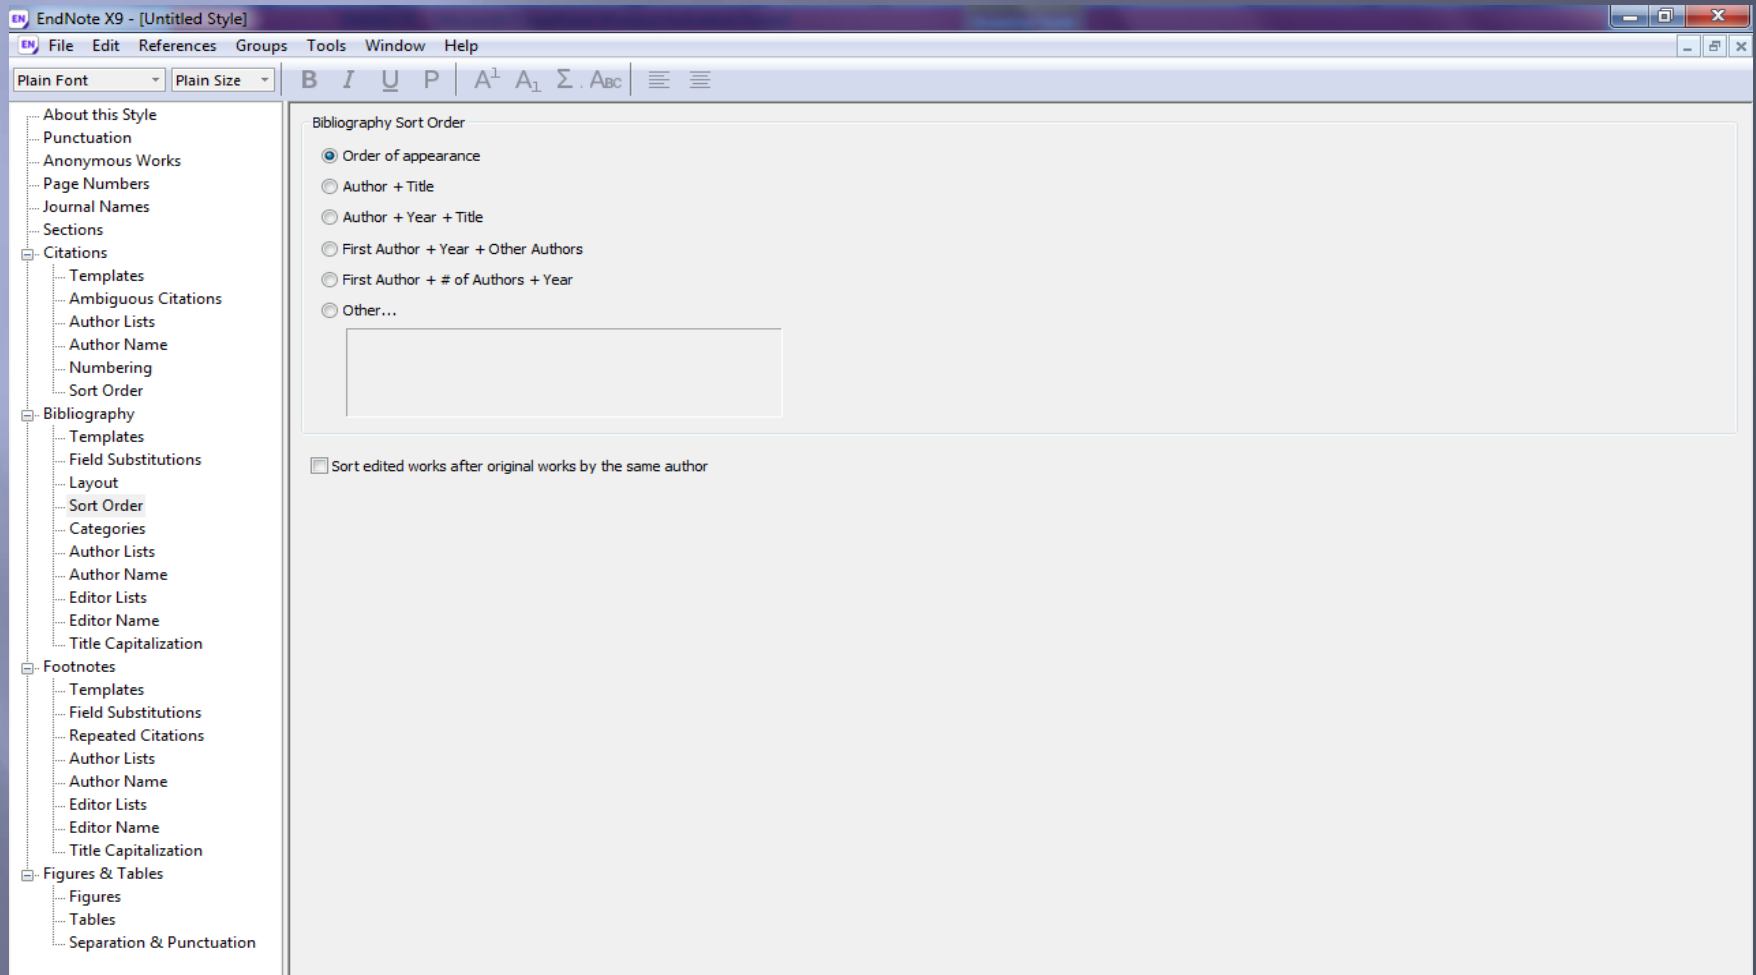 EndNote X9 - [Untitled Style]
File Edit References Groups Tools Window Help
Plain Font Plain Size B I U P A1 A1 Σ ABC
About this Style
Punctuation
Anonymous Works
Page Numbers
Journal Names
Sections
Citations
Templates
Ambiguous Citations
Author Lists
Author Name
Numbering
Sort Order
Bibliography
Templates
Field Substitutions
Layout
Sort Order
Categories
Author Lists
Author Name
Editor Lists
Editor Name
Title Capitalization
Footnotes
Templates
Field Substitutions
Repeated Citations
Author Lists
Author Name
Editor Lists
Editor Name
Title Capitalization
Figures & Tables
Figures
Tables
Separation & Punctuation
Bibliography Sort Order
Order of appearance
Author + Title
Author + Year + Title
First Author + Year + Other Authors
First Author + # of Authors + Year
Other...
Sort edited works after original works by the same author